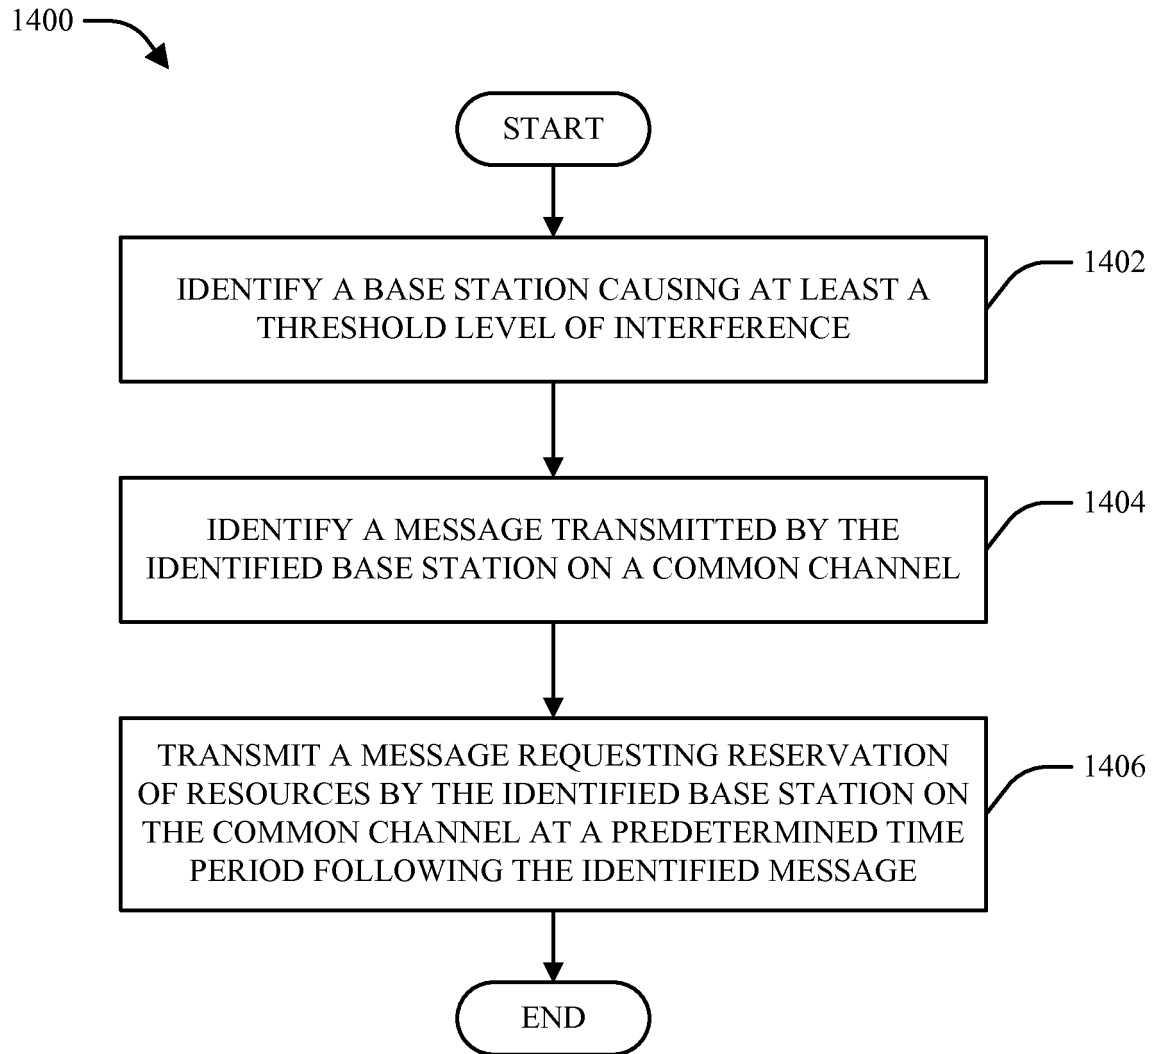 1400
START
IDENTIFY A BASE STATION CAUSING AT LEAST A
THRESHOLD LEVEL OF INTERFERENCE
1402
IDENTIFY A MESSAGE TRANSMITTED BY THE
IDENTIFIED BASE STATION ON A COMMON CHANNEL
1404
TRANSMIT A MESSAGE REQUESTING RESERVATION
OF RESOURCES BY THE IDENTIFIED BASE STATION ON
THE COMMON CHANNEL AT A PREDETERMINED TIME
PERIOD FOLLOWING THE IDENTIFIED MESSAGE
1406
END